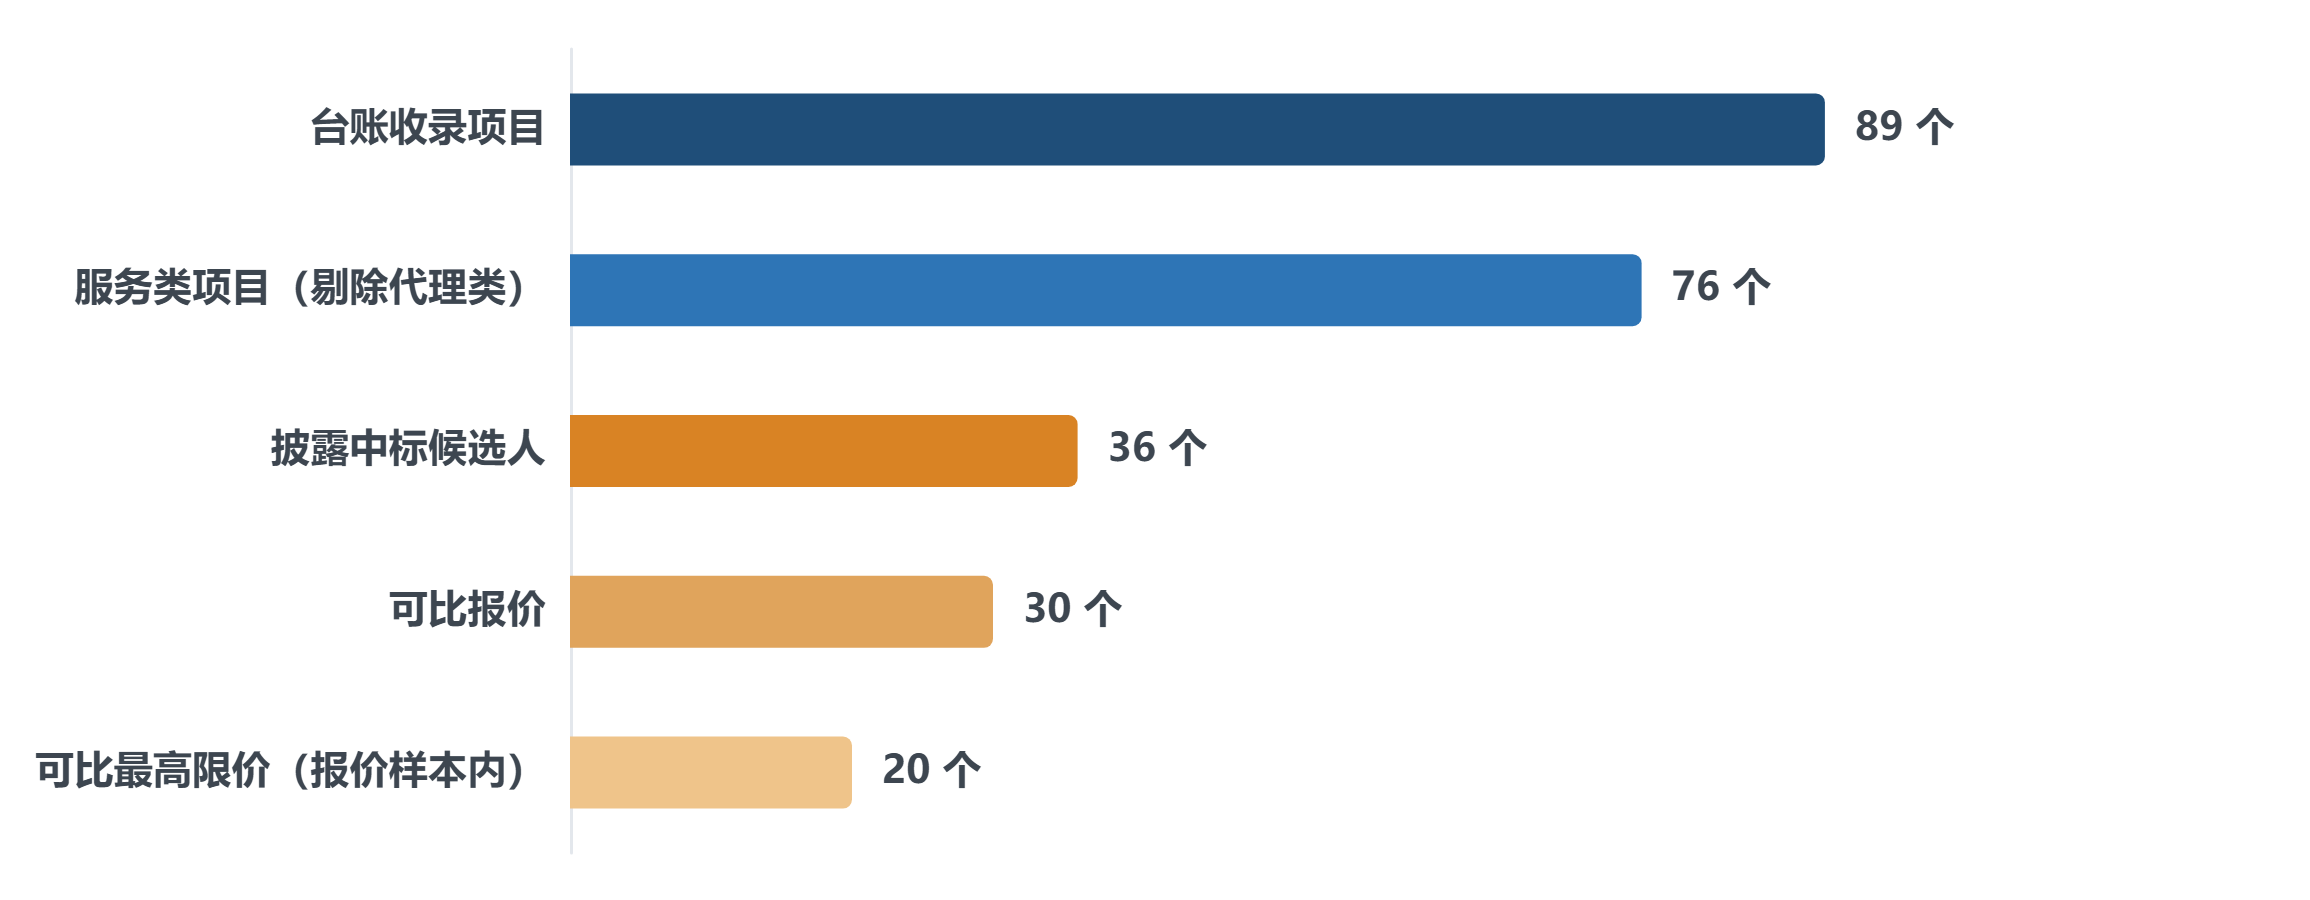 台账收录项目 89 个
服务类项目（剔除代理类） 76 个
披露中标候选人 36 个
可比报价 30 个
可比最高限价（报价样本内） 20 个